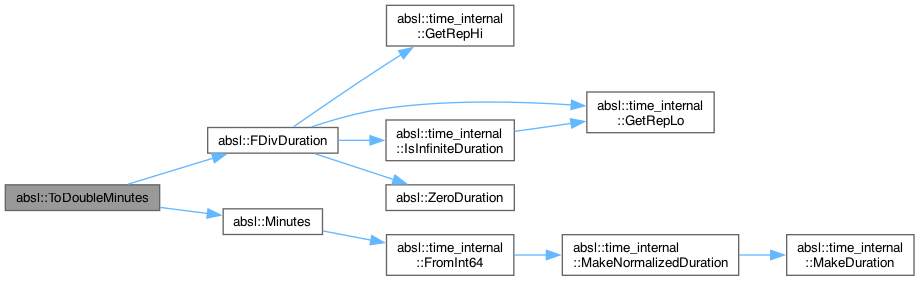 absl::time_internal
::GetRepHi
absl::time_internal
::GetRepLo
absl::FDivDuration
absl::time_internal
::IsInfiniteDuration
absl::ToDoubleMinutes
absl::ZeroDuration
absl::Minutes
absl::time_internal
::FromInt64
absl::time_internal
::MakeNormalizedDuration
absl::time_internal
::MakeDuration